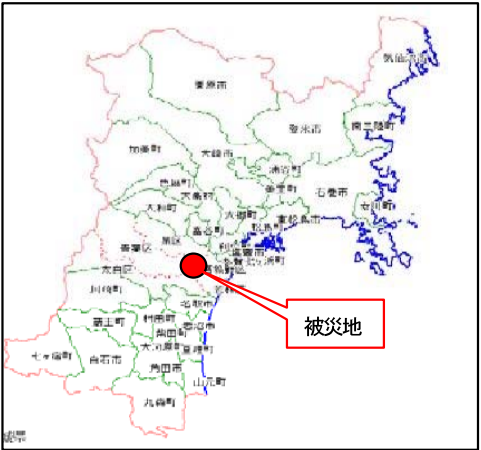 気仙沼市
栗原市
登米市
南三陸町
加美町
大崎市
涌谷町
色麻町
美里町
石巻市
女川町
大衡村
大郷町
東松島市
大和町
松島町
富谷町
泉区
青葉区
塩竈市
七ヶ浜町
宮城野区
太白区
川崎町
名取市
蔵王町
村田町
岩沼市
柴田町
大河原町
亘理町
七ヶ宿町
白石市
角田市
山元町
丸森町
被災地